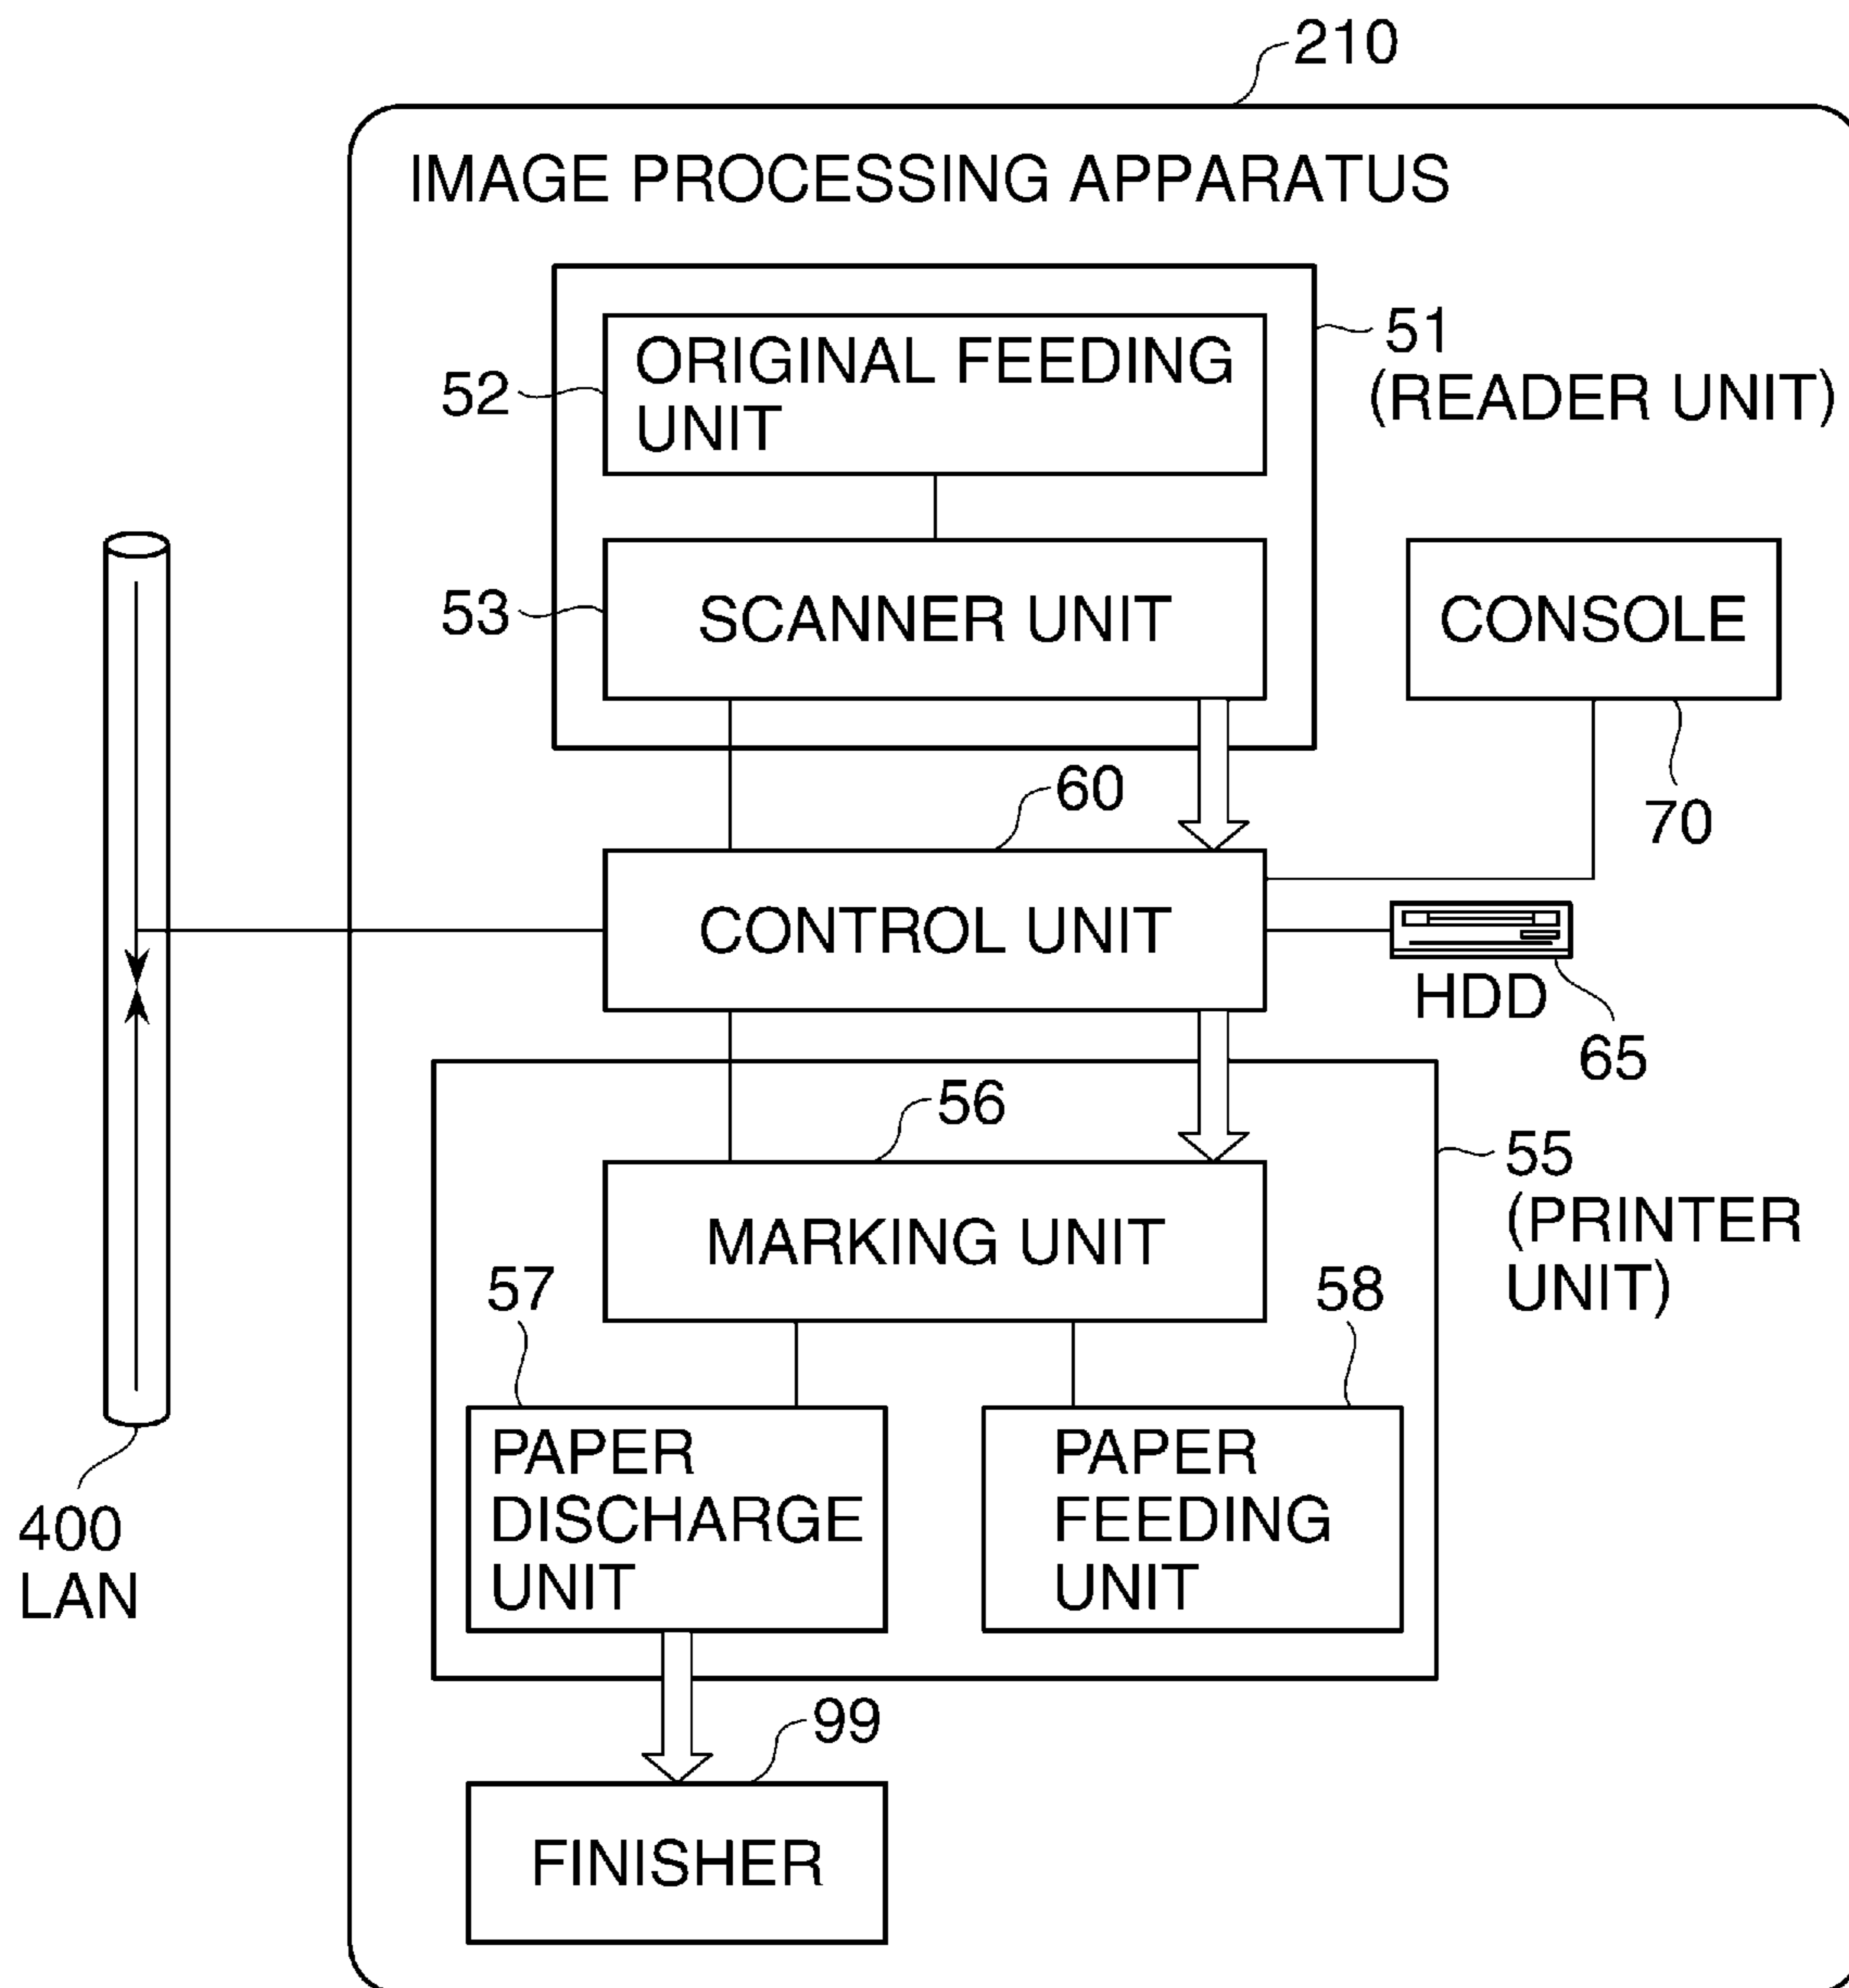 210
IMAGE PROCESSING APPARATUS
51
(READER UNIT)
52
ORIGINAL FEEDING
UNIT
53
SCANNER UNIT
CONSOLE
70
60
CONTROL UNIT
HDD
65
56
55
(PRINTER
UNIT)
MARKING UNIT
57
58
PAPER
DISCHARGE
UNIT
PAPER
FEEDING
UNIT
400
LAN
99
FINISHER